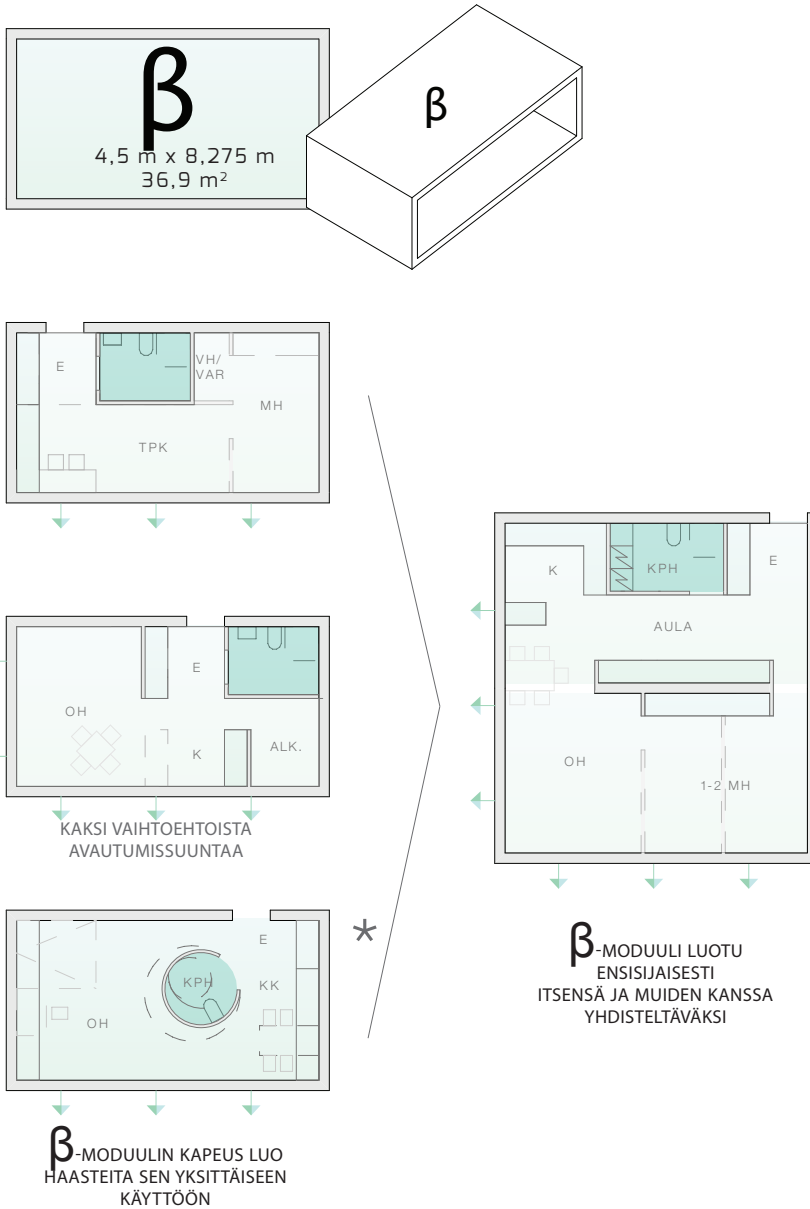 β
4,5 m x 8,275 m
36,9 m²
β
E
VH/
VAR
MH
TPK
E
OH
K
ALK.
KAKSI VAIHTOEHTOISTA
AVAUTUMISSUUNTAA
E
KPH
KK
OH
*
β-MODUULIN KAPEUS LUO
HAASTEITA SEN YKSITTÄISEEN
KÄYTTÖÖN
K
KPH
E
AULA
OH
1-2 MH
β-MODUULI LUOTU
ENSISIJAISESTI
ITSENSÄ JA MUIDEN KANSSA
YHDISTELTÄVÄKSI